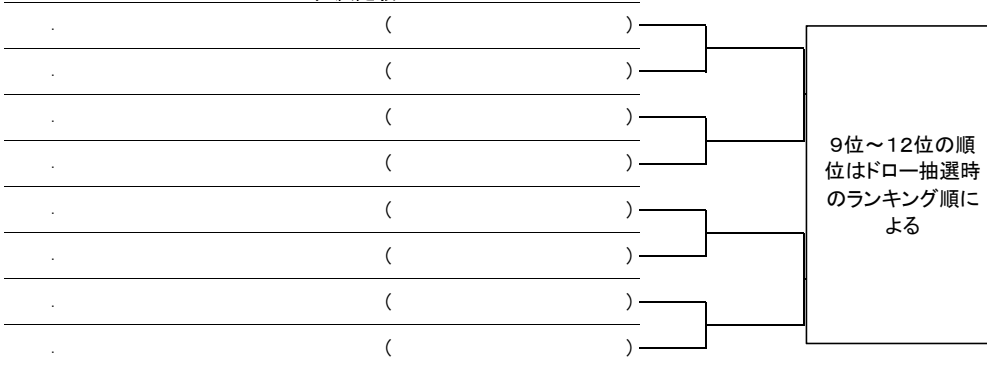 . ( )
. ( )
. ( )
. ( )
. ( )
. ( )
. ( )
. ( )
9位～12位の順
位はドロー抽選時
のランキング順に
よる